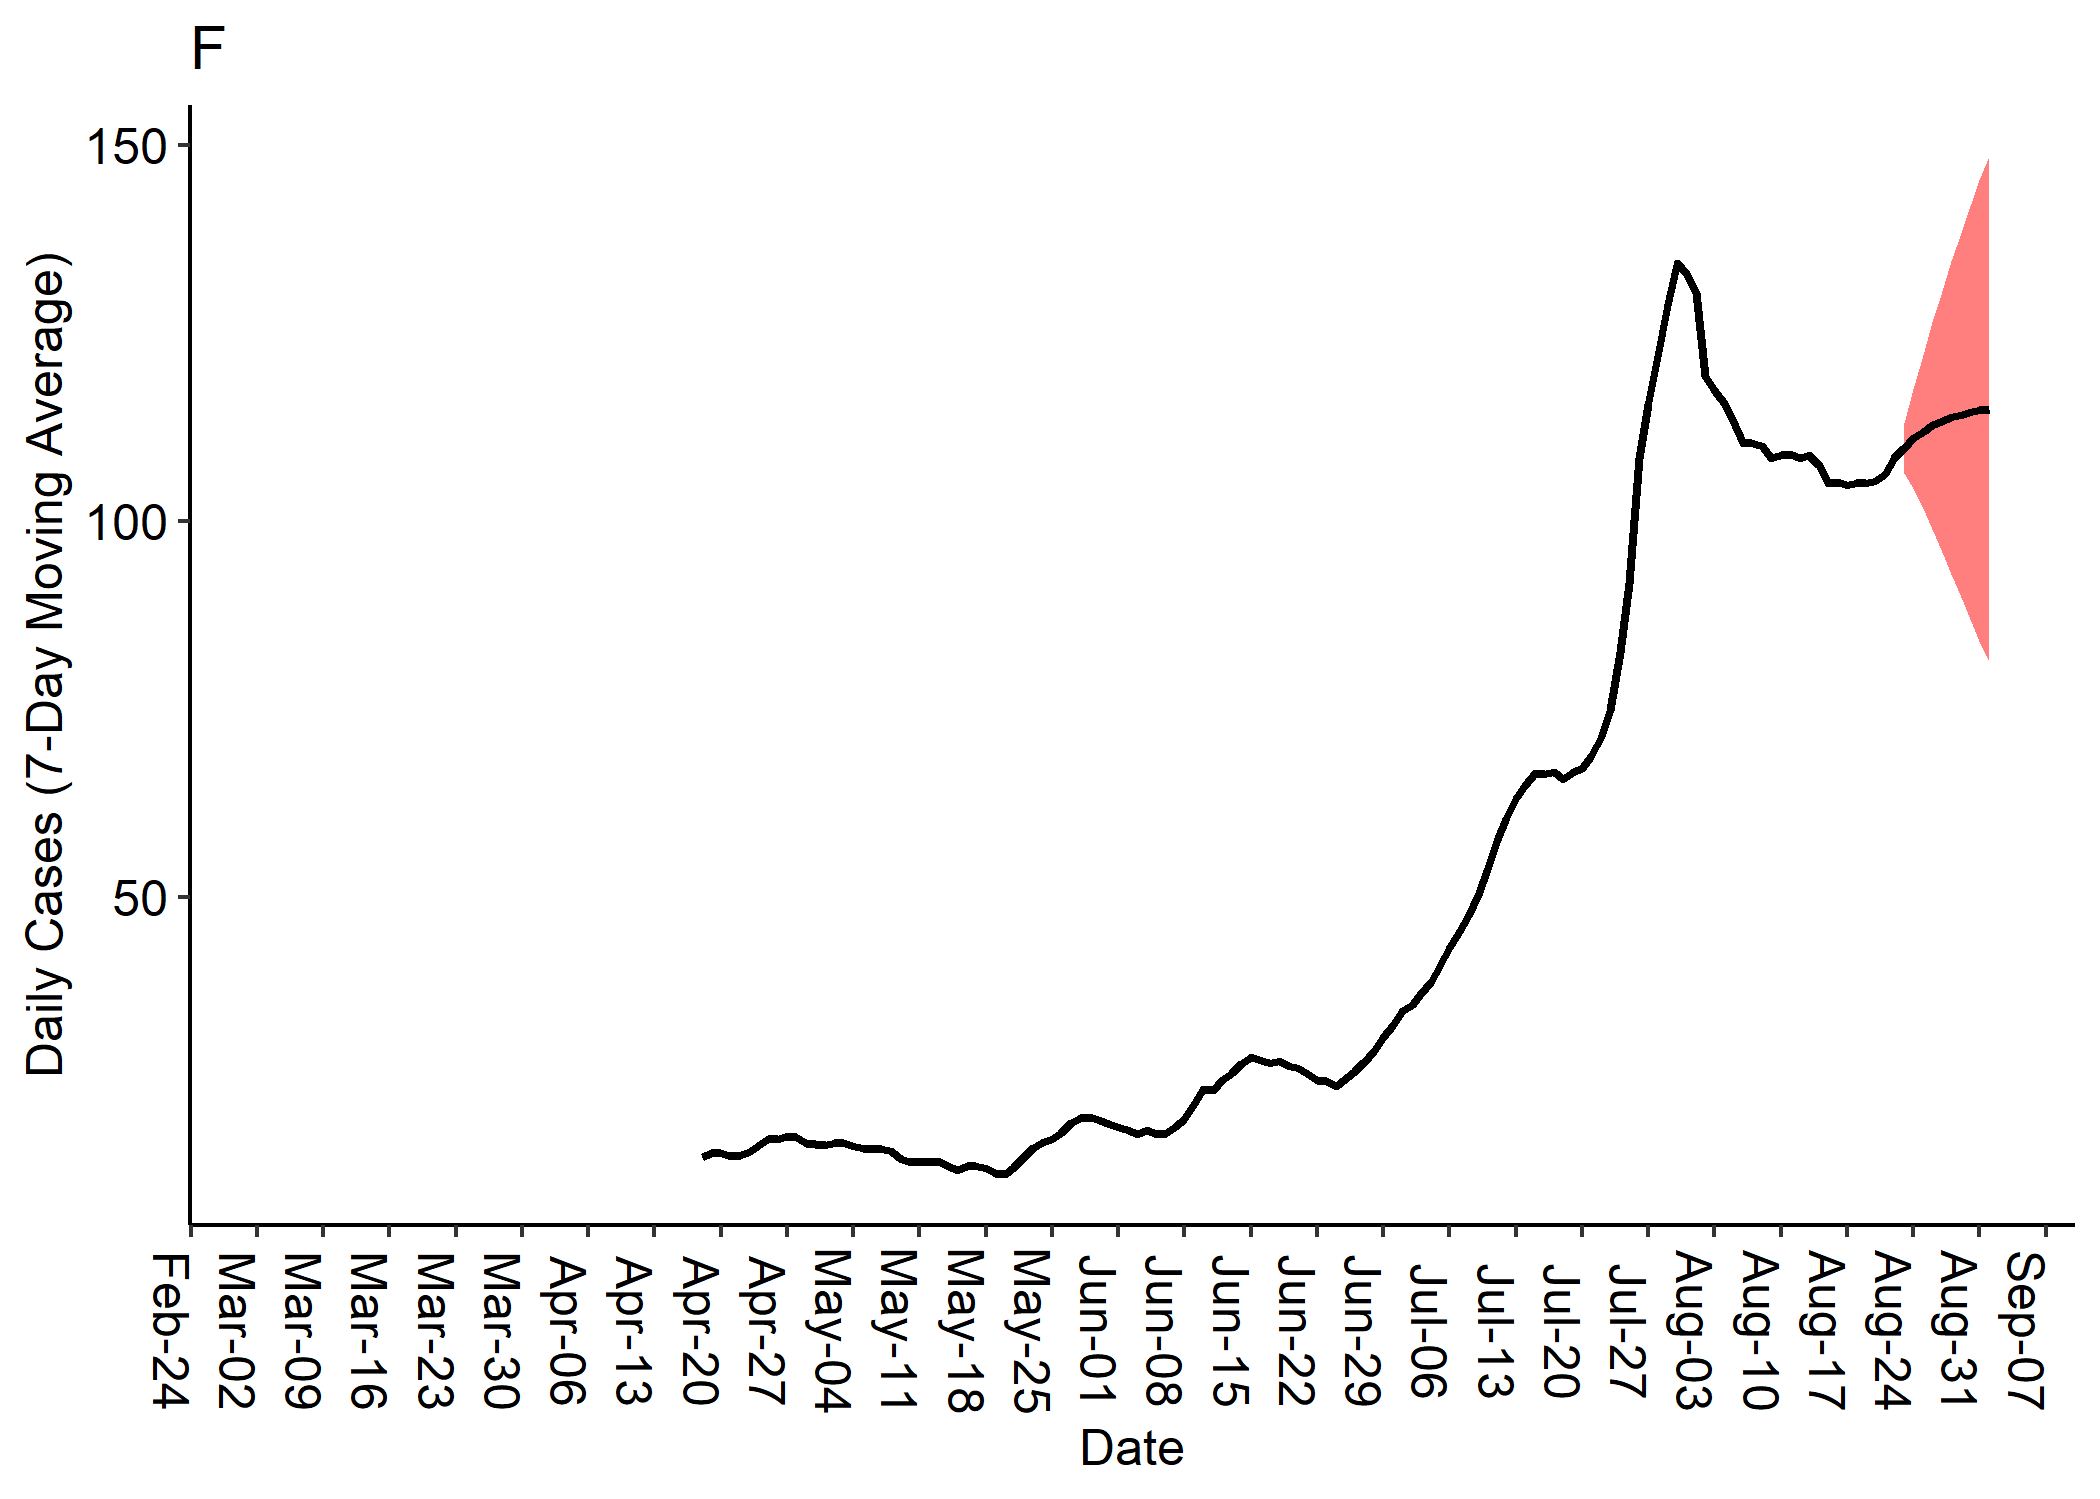 F
Daily Cases (7-Day Moving Average)
150
100
50
Feb-24
Mar-02
Mar-09
Mar-16
Mar-23
Mar-30
Apr-06
Apr-13
Apr-20
Apr-27
May-04
May-11
May-18
May-25
Jun-01
Jun-08
Jun-15
Jun-22
Jun-29
Jul-06
Jul-13
Jul-20
Jul-27
Aug-03
Aug-10
Aug-17
Aug-24
Aug-31
Sep-07
Date